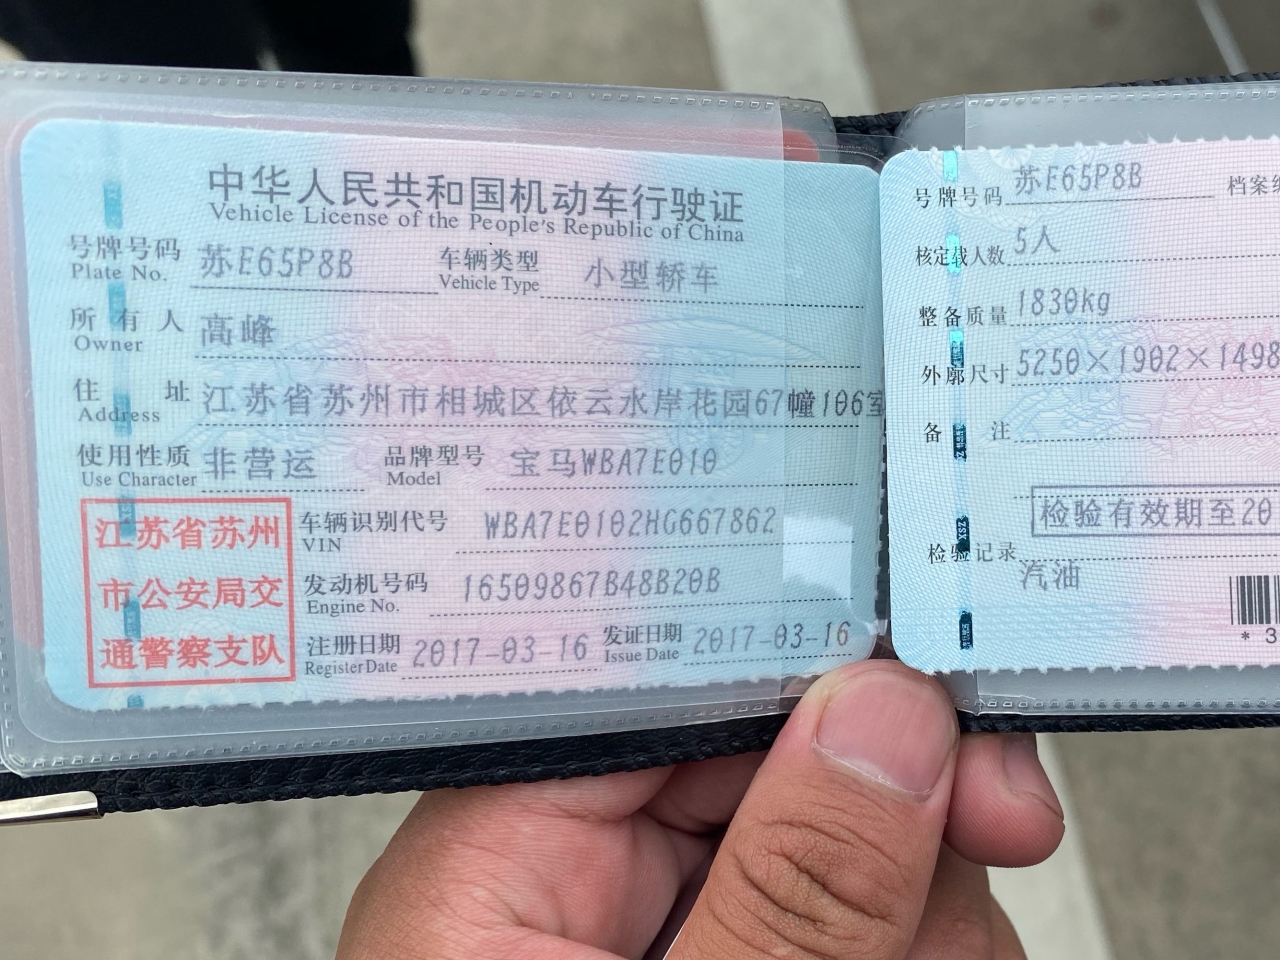 中华人民共和国机动车行驶证
Vehicle License of the People's Republic of China
号牌号码 苏E65P8B 车辆类型 小型轿车
Plate No. Vehicle Type
所有人 高峰
Owner
住址 江苏省苏州市相城区依云水岸花园67幢106室
Address
使用性质 非营运 品牌型号 宝马WBA7E010
Use Character Model
江苏省苏州
市公安局交
通警察支队
车辆识别代号 WBA7E0102HG667862
VIN
发动机号码 16509867B48B20B
Engine No.
注册日期 2017-03-16 发证日期 2017-03-16
Register Date Issue Date
号牌号码 苏E65P8B 档案编
核定载人数 5人
整备质量 1830kg
外廓尺寸 5250×1902×1498
备注
检验有效期至20
检验记录
汽油
* 3